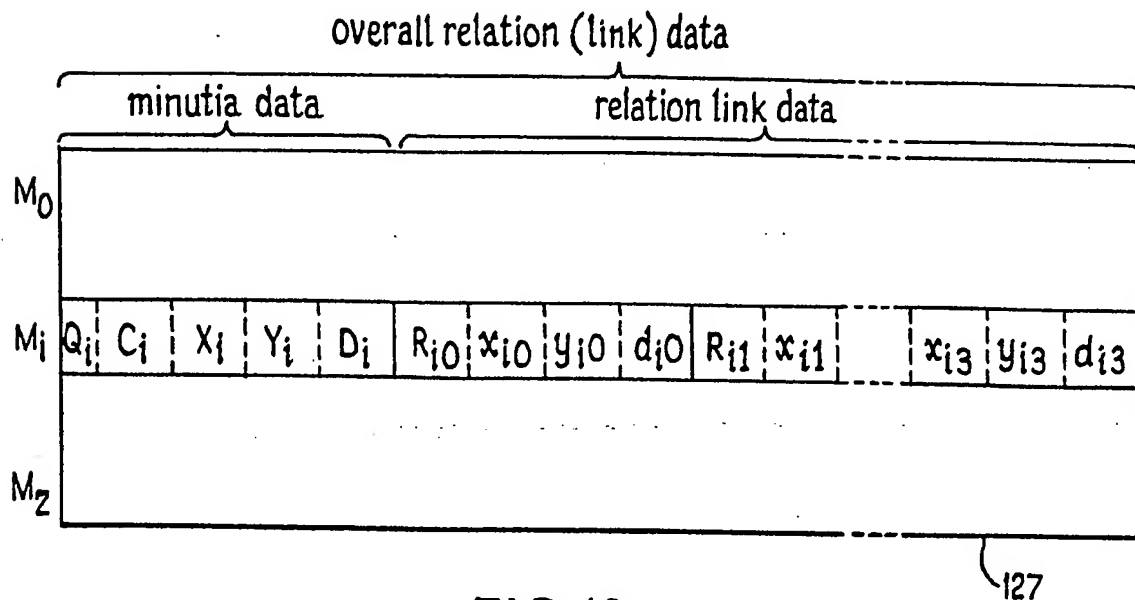 overall relation (link) data
minutia data relation link data
M0
Mi Qi Ci Xi Yi Di Ri0 xi0 yi0 di0 Ri1 xi1 xi3 yi3 di3
M2
127